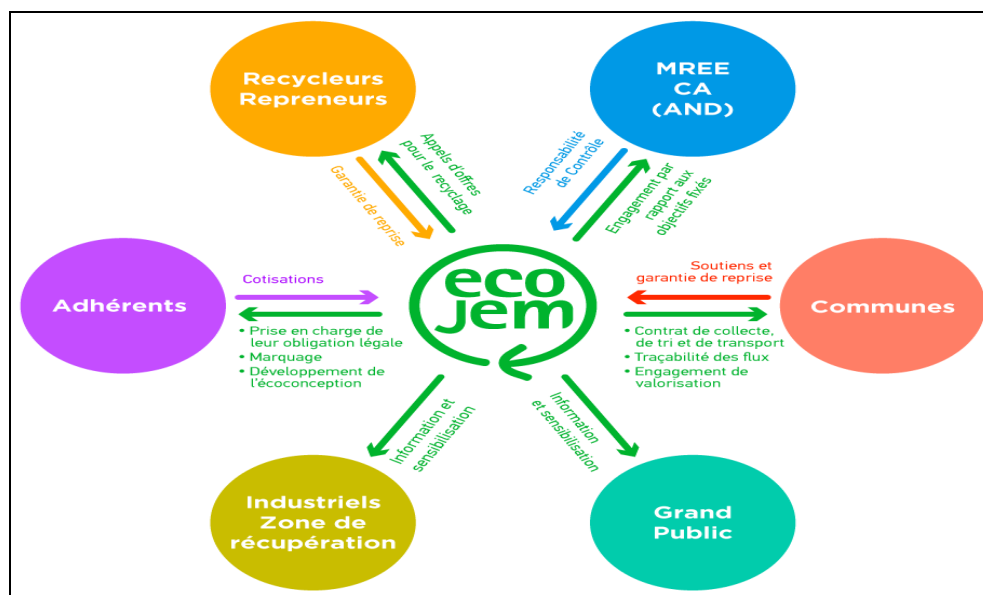 Recycleurs
Repreneurs
MREE
CA
(AND)
Appels d'offres
pour le recyclage
Garantie de reprise
Responsabilité
de Contrôle
Engagement par
rapport aux
objectifs fixés
Adhérents
Cotisations
• Prise en charge de
leur obligation légale
• Marquage
• Développement de
l'écoconception
eco
jem
Soutiens et
garantie de reprise
• Contrat de collecte,
de tri et de transport
• Traçabilité des flux
• Engagement de
valorisation
Communes
Information et
sensibilisation
Information
et sensibilisation
Industriels
Zone de
récupération
Grand
Public